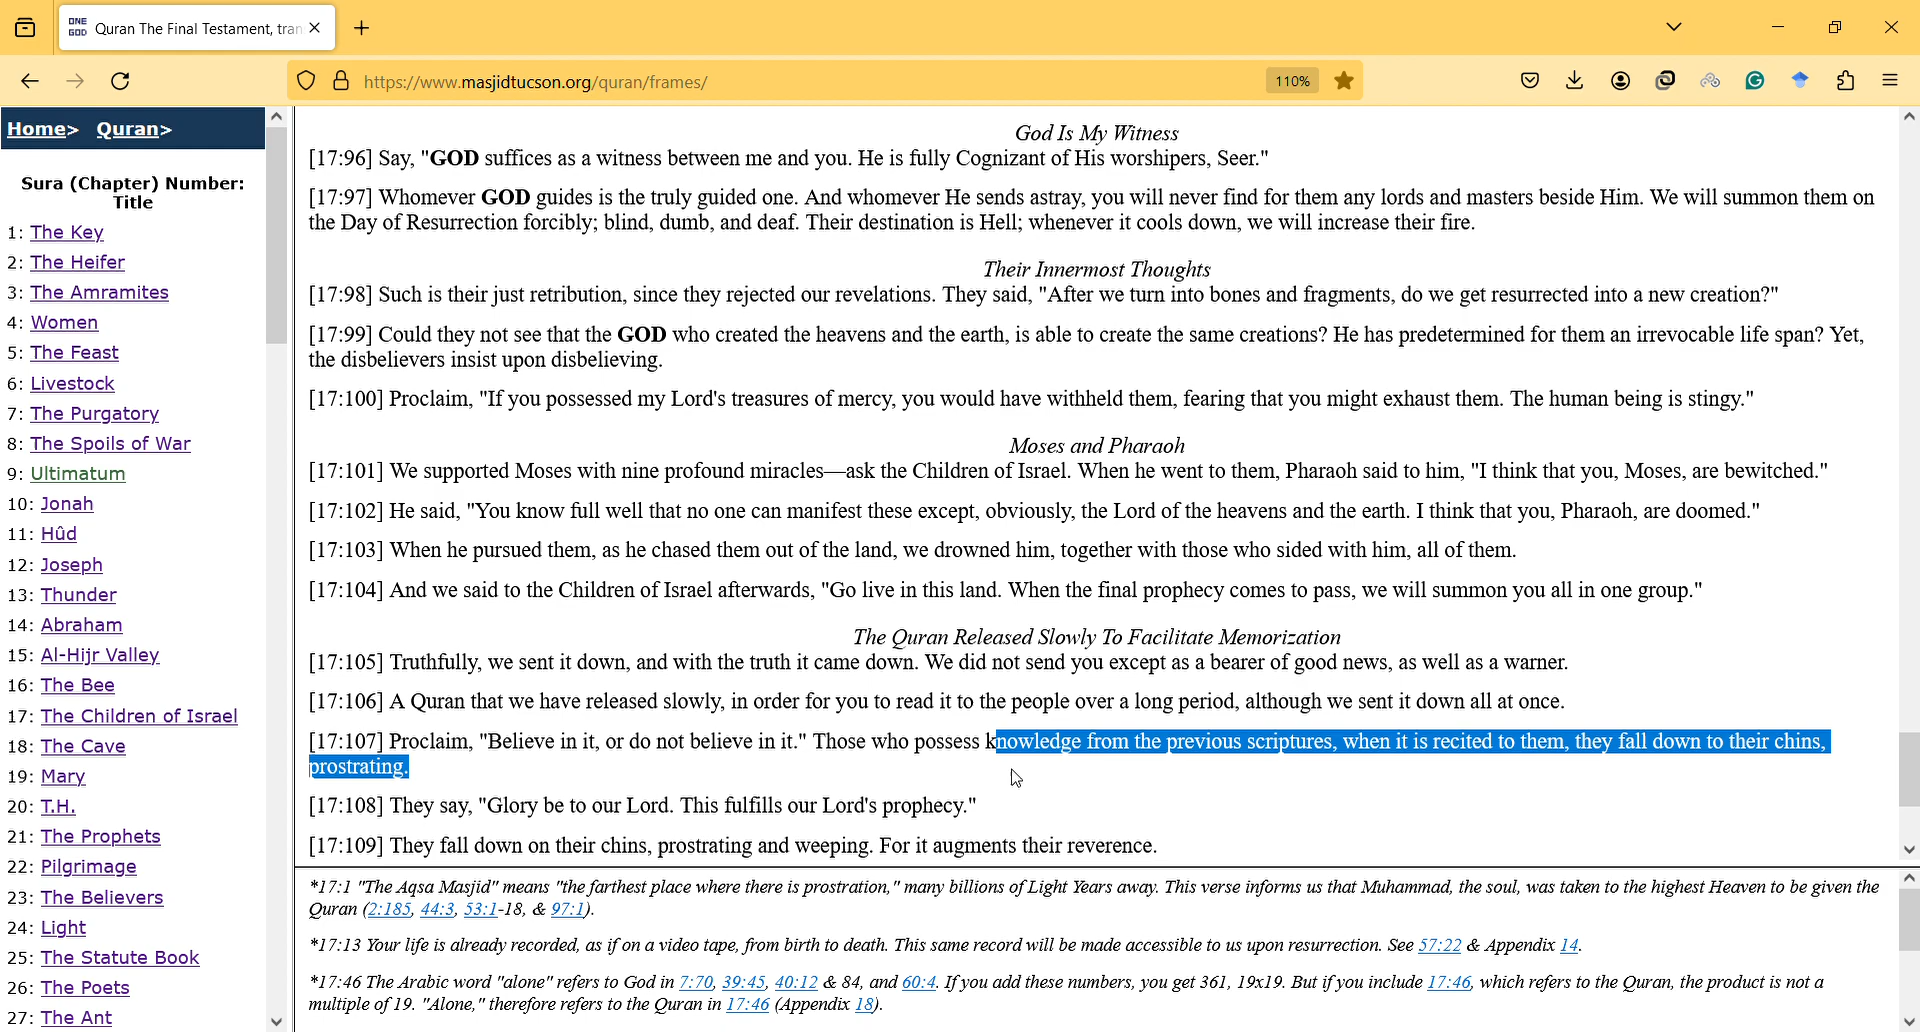 ONE
GOD
Quran The Final Testament, tran
https://www.masjidtucson.org/quran/frames/
110%
Home> Quran>
Sura (Chapter) Number:
Title
1: The Key
2: The Heifer
3: The Amramites
4: Women
5: The Feast
6: Livestock
7: The Purgatory
8: The Spoils of War
9: Ultimatum
10: Jonah
11: Hûd
12: Joseph
13: Thunder
14: Abraham
15: Al-Hijr Valley
16: The Bee
17: The Children of Israel
18: The Cave
19: Mary
20: T.H.
21: The Prophets
22: Pilgrimage
23: The Believers
24: Light
25: The Statute Book
26: The Poets
27: The Ant
God Is My Witness
[17:96] Say, "GOD suffices as a witness between me and you. He is fully Cognizant of His worshipers, Seer."
[17:97] Whomever GOD guides is the truly guided one. And whomever He sends astray, you will never find for them any lords and masters beside Him. We will summon them on
the Day of Resurrection forcibly; blind, dumb, and deaf. Their destination is Hell; whenever it cools down, we will increase their fire.
Their Innermost Thoughts
[17:98] Such is their just retribution, since they rejected our revelations. They said, "After we turn into bones and fragments, do we get resurrected into a new creation?"
[17:99] Could they not see that the GOD who created the heavens and the earth, is able to create the same creations? He has predetermined for them an irrevocable life span? Yet,
the disbelievers insist upon disbelieving.
[17:100] Proclaim, "If you possessed my Lord's treasures of mercy, you would have withheld them, fearing that you might exhaust them. The human being is stingy."
Moses and Pharaoh
[17:101] We supported Moses with nine profound miracles—ask the Children of Israel. When he went to them, Pharaoh said to him, "I think that you, Moses, are bewitched."
[17:102] He said, "You know full well that no one can manifest these except, obviously, the Lord of the heavens and the earth. I think that you, Pharaoh, are doomed."
[17:103] When he pursued them, as he chased them out of the land, we drowned him, together with those who sided with him, all of them.
[17:104] And we said to the Children of Israel afterwards, "Go live in this land. When the final prophecy comes to pass, we will summon you all in one group."
The Quran Released Slowly To Facilitate Memorization
[17:105] Truthfully, we sent it down, and with the truth it came down. We did not send you except as a bearer of good news, as well as a warner.
[17:106] A Quran that we have released slowly, in order for you to read it to the people over a long period, although we sent it down all at once.
[17:107] Proclaim, "Believe in it, or do not believe in it." Those who possess knowledge from the previous scriptures, when it is recited to them, they fall down to their chins,
prostrating.
[17:108] They say, "Glory be to our Lord. This fulfills our Lord's prophecy."
[17:109] They fall down on their chins, prostrating and weeping. For it augments their reverence.
*17:1 "The Aqsa Masjid" means "the farthest place where there is prostration," many billions of Light Years away. This verse informs us that Muhammad, the soul, was taken to the highest Heaven to be given the
Quran (2:185, 44:3, 53:1-18, & 97:1).
*17:13 Your life is already recorded, as if on a video tape, from birth to death. This same record will be made accessible to us upon resurrection. See 57:22 & Appendix 14.
*17:46 The Arabic word "alone" refers to God in 7:70, 39:45, 40:12 & 84, and 60:4. If you add these numbers, you get 361, 19x19. But if you include 17:46, which refers to the Quran, the product is not a
multiple of 19. "Alone," therefore refers to the Quran in 17:46 (Appendix 18).